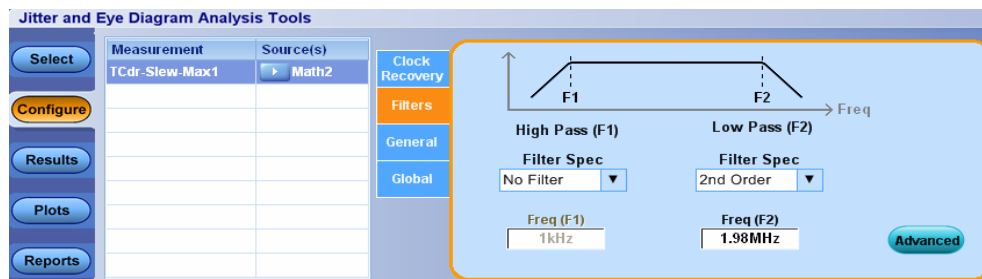 Jitter and Eye Diagram Analysis Tools
Select
Configure
Results
Plots
Reports
Measurement Source(s)
TCdr-Slew-Max1 Math2
Clock
Recovery
Filters
General
Global
F1 F2
Freq
High Pass (F1) Low Pass (F2)
Filter Spec Filter Spec
No Filter 2nd Order
Freq (F1) Freq (F2)
1kHz 1.98MHz
Advanced